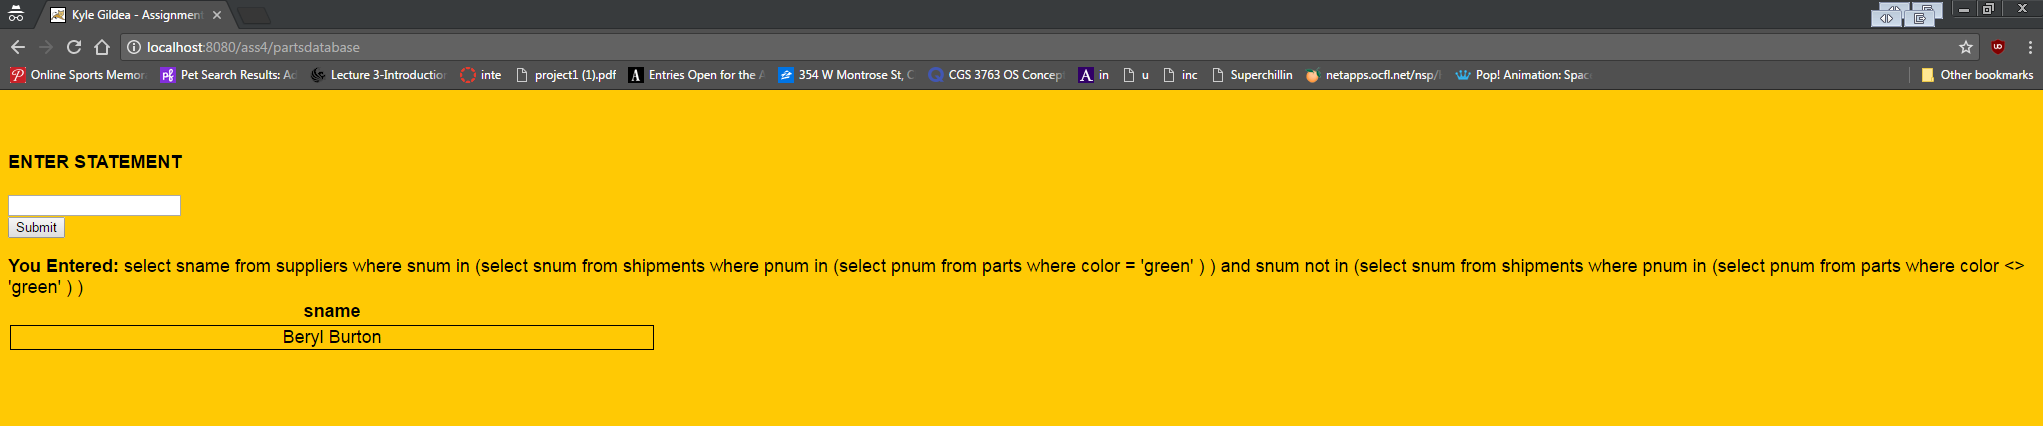 Kyle Gildea - Assignment
localhost:8080/ass4/partsdatabase
Online Sports Memor Pet Search Results: Ad Lecture 3-Introduction inte project1 (1).pdf Entries Open for the A 354 W Montrose St, C CGS 3763 OS Concep in u inc Superchillin netapps.ocfl.net/nsp/ Pop! Animation: Spac Other bookmarks
ENTER STATEMENT
Submit
You Entered: select sname from suppliers where snum in (select snum from shipments where pnum in (select pnum from parts where color = 'green' ) ) and snum not in (select snum from shipments where pnum in (select pnum from parts where color <>
'green' ) )
sname
Beryl Burton